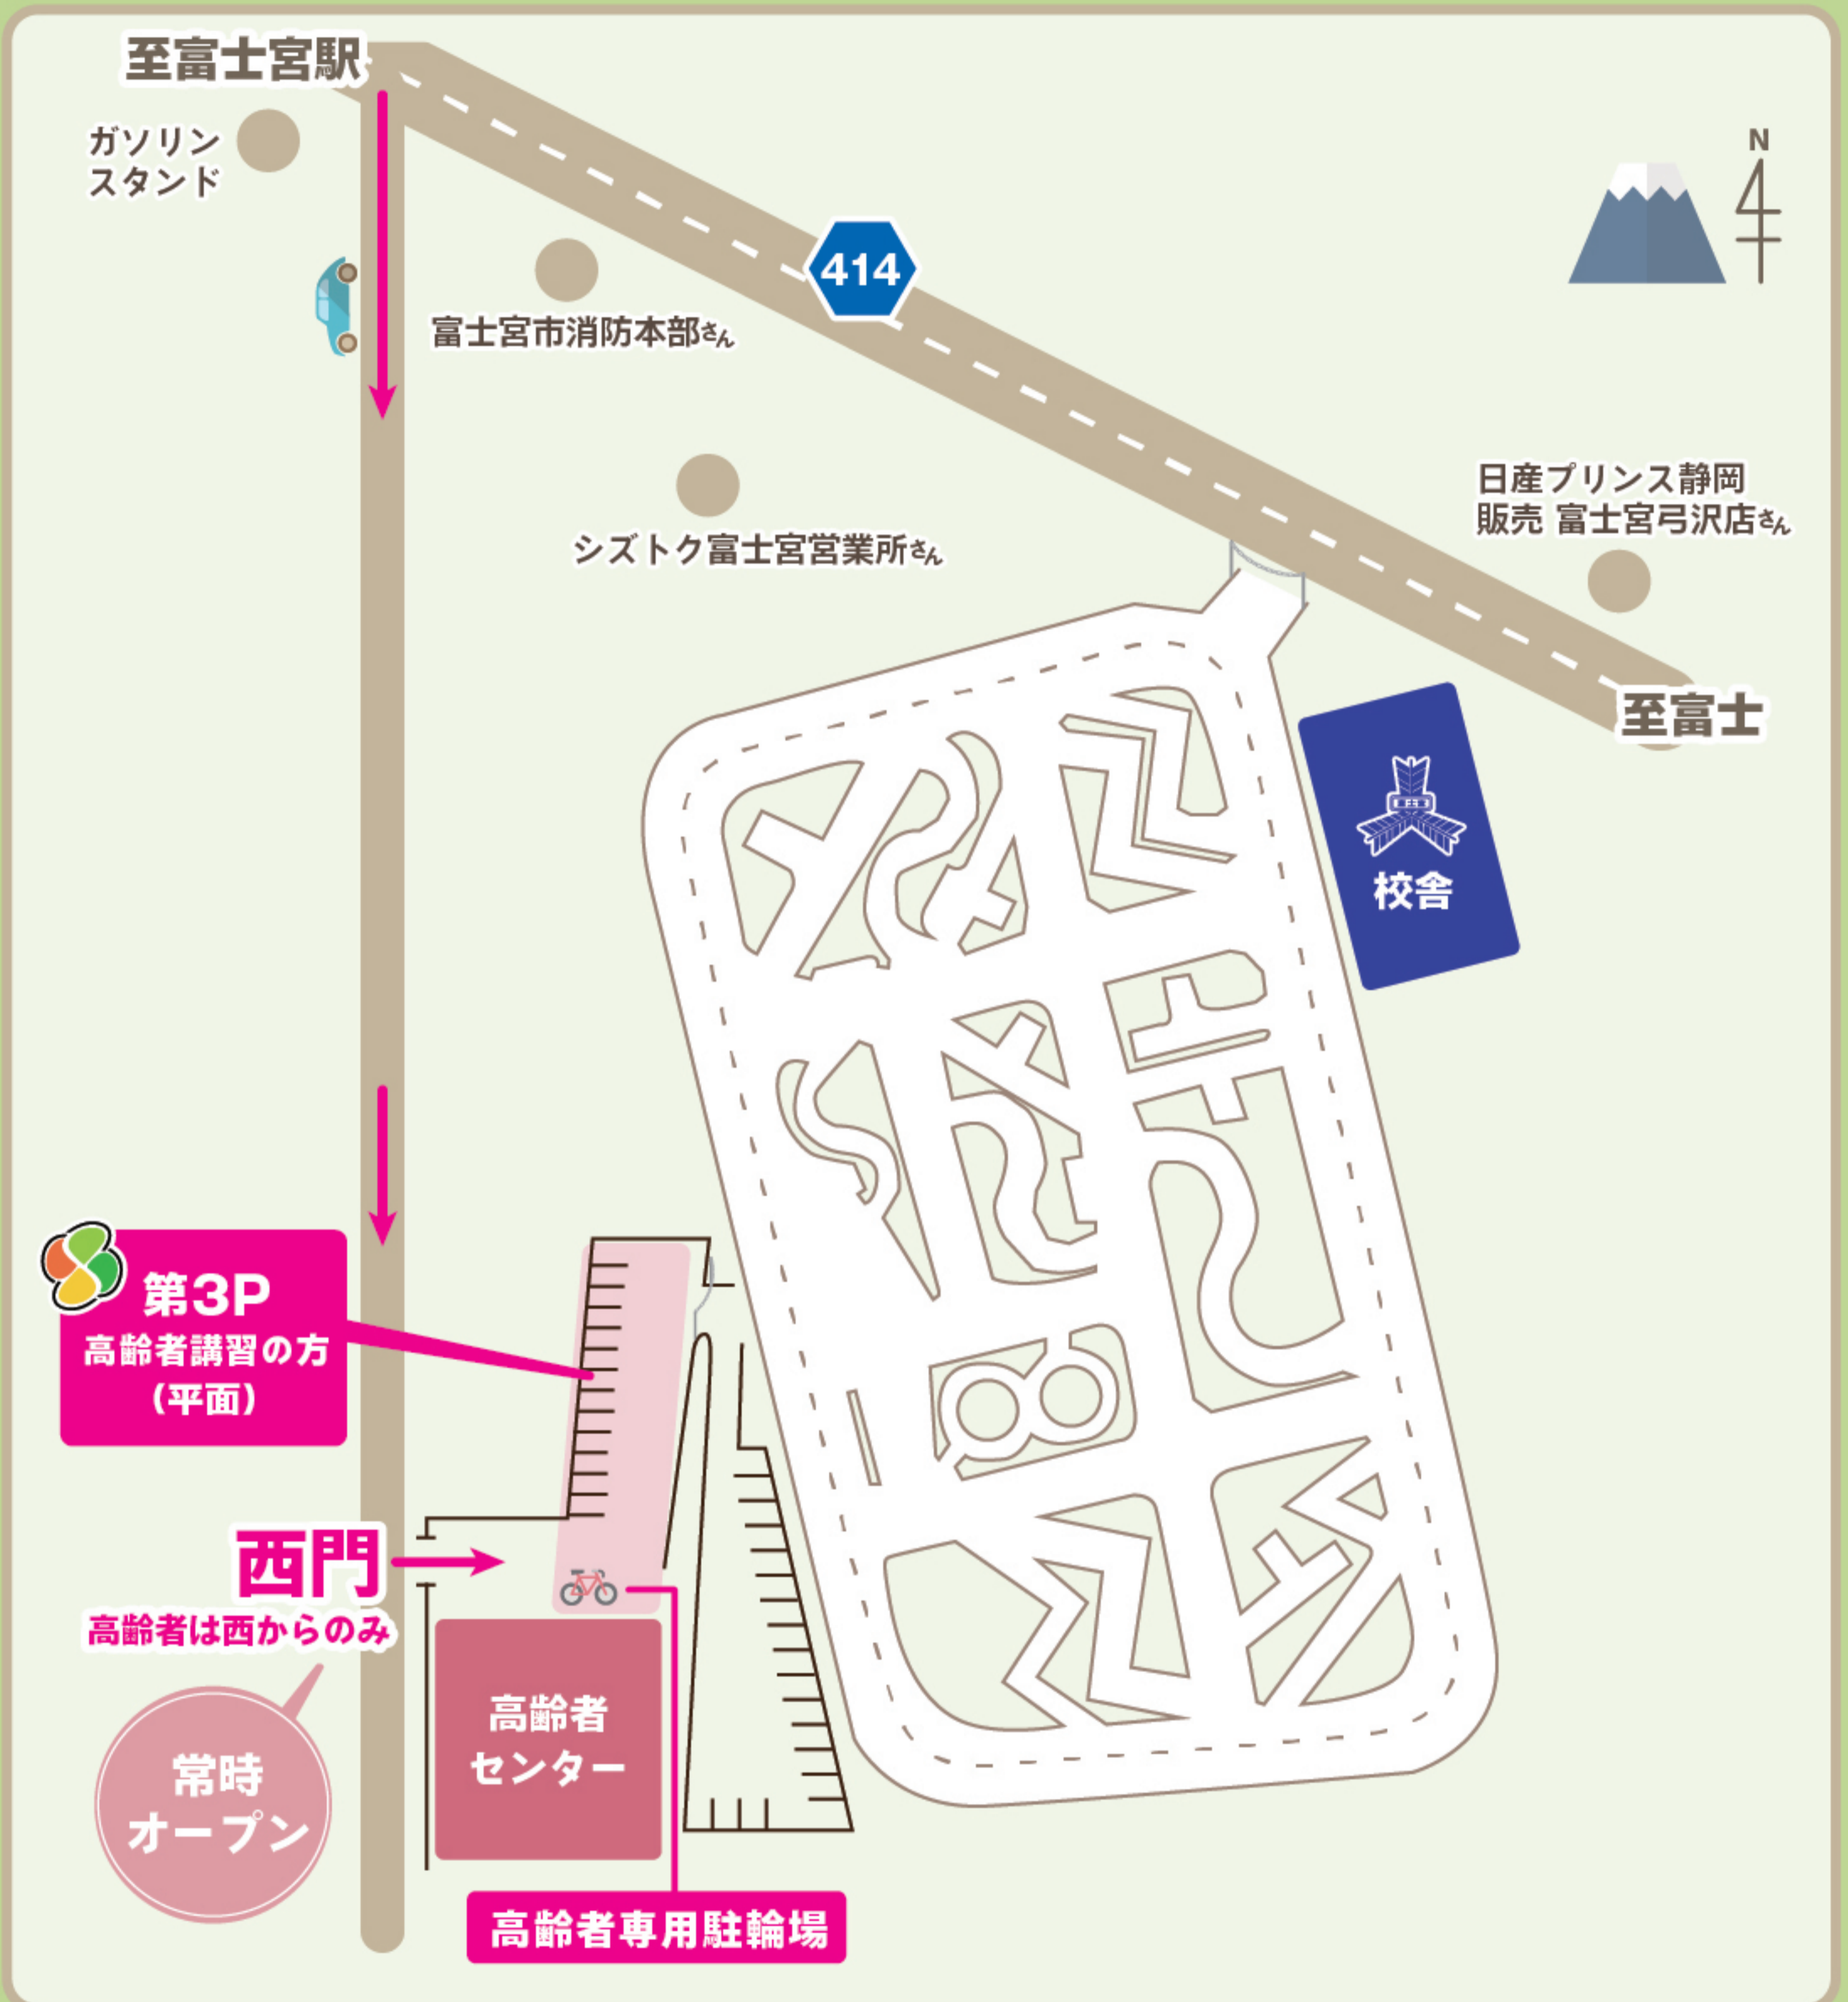 至富士宮駅
ガソリン
スタンド
N
414
富士宮市消防本部さん
シズトク富士宮営業所さん
日産プリンス静岡
販売 富士宮弓沢店さん
至富士
校舎
第3P
高齢者講習の方
(平面)
西門
高齢者は西からのみ
常時
オープン
高齢者
センター
高齢者専用駐輪場